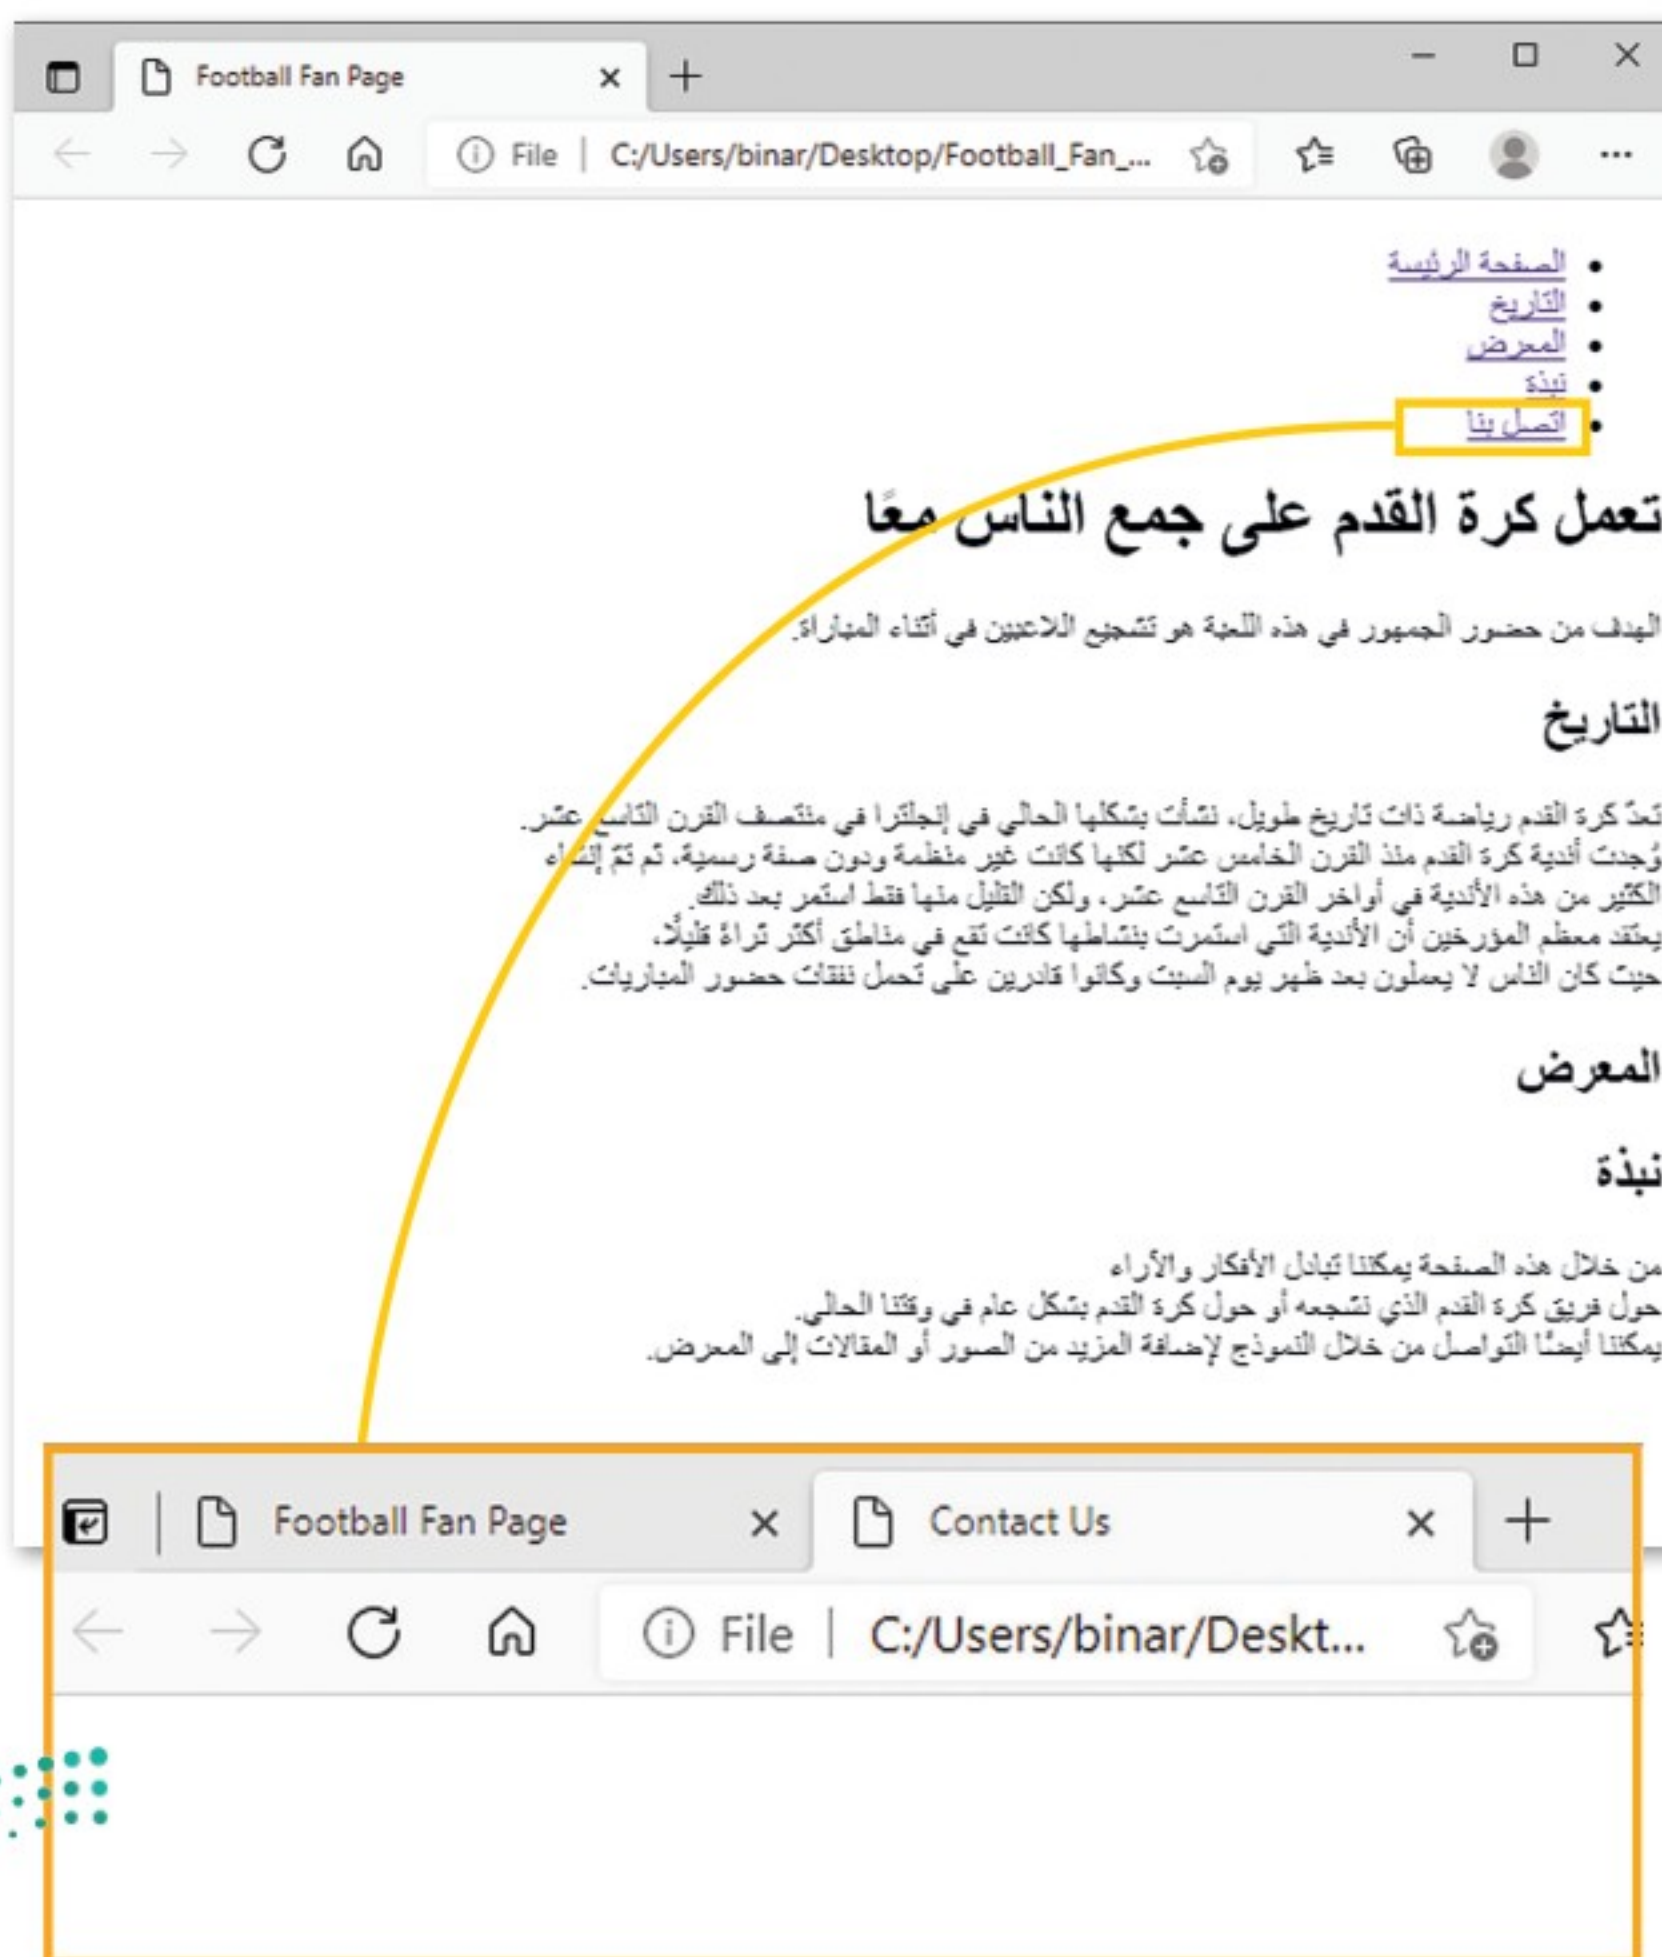 Football Fan Page
File | C:/Users/binar/Desktop/Football_Fan_...
الصفحة الرئيسة
التاريخ
المعرض
نبذة
اتصل بنا
تعمل كرة القدم على جمع الناس معًا
الهدف من حضور الجمهور في هذه اللعبة هو تشجيع اللاعبين في أثناء المباراة.
التاريخ
تعدّ كرة القدم رياضة ذات تاريخ طويل، نشأت بشكلها الحالي في إنجلترا في منتصف القرن التاسع عشر.
وُجدت أندية كرة القدم منذ القرن الخامس عشر لكنها كانت غير منظمة ودون صفة رسمية، ثم تمّ إنشاء
الكثير من هذه الأندية في أواخر القرن التاسع عشر، ولكن القليل منها فقط استمر بعد ذلك.
يعتقد معظم المؤرخين أن الأندية التي استمرت بنشاطها كانت تقع في مناطق أكثر ثراءً قليلًا،
حيث كان الناس لا يعملون بعد ظهر يوم السبت وكانوا قادرين على تحمل نفقات حضور المباريات.
المعرض
نبذة
من خلال هذه الصفحة يمكننا تبادل الأفكار والأراء
حول فريق كرة القدم الذي نشجعه أو حول كرة القدم بشكل عام في وقتنا الحالي.
يمكننا أيضًا التواصل من خلال النموذج لإضافة المزيد من الصور أو المقالات إلى المعرض.
Football Fan Page
Contact Us
File | C:/Users/binar/Deskt...